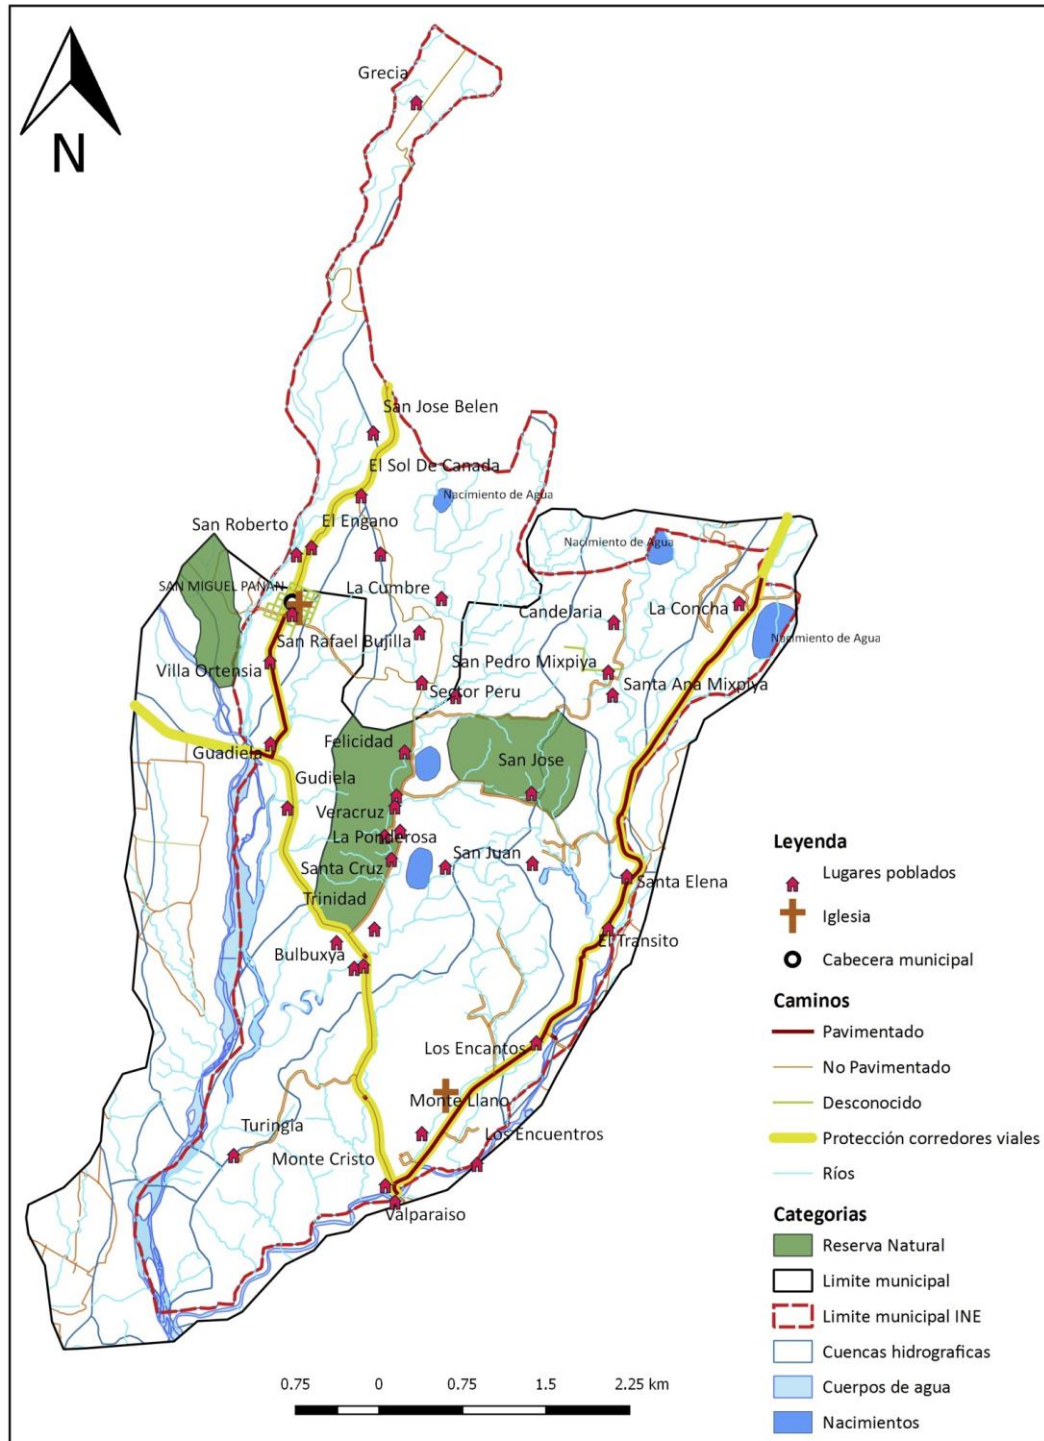 Grecia
N
San Jose Belen
El Sol De Canada
Nacimiento de Agua
San Roberto
El Engano
Nacimiento de Agua
SAN MIGUEL PANAN
La Cumbre
Candelaria
La Concha
San Rafael Bujilla
Nacimiento de Agua
Villa Ortensia
San Pedro Mixpiya
Sector Peru
Santa Ana Mixpiya
Felicidad
Guadiela
San Jose
Gudiela
Veracruz
La Ponderosa
San Juan
Santa Cruz
Santa Elena
Trinidad
El Transito
Bulbuxya
Los Encantos
Monte Llano
Turingia
Los Encuentros
Monte Cristo
Valparaiso
Leyenda
Lugares poblados
Iglesia
Cabecera municipal
Caminos
Pavimentado
No Pavimentado
Desconocido
Protección corredores viales
Ríos
Categorias
Reserva Natural
Limite municipal
Limite municipal INE
Cuencas hidrograficas
Cuerpos de agua
Nacimientos
0.75 0 0.75 1.5 2.25 km